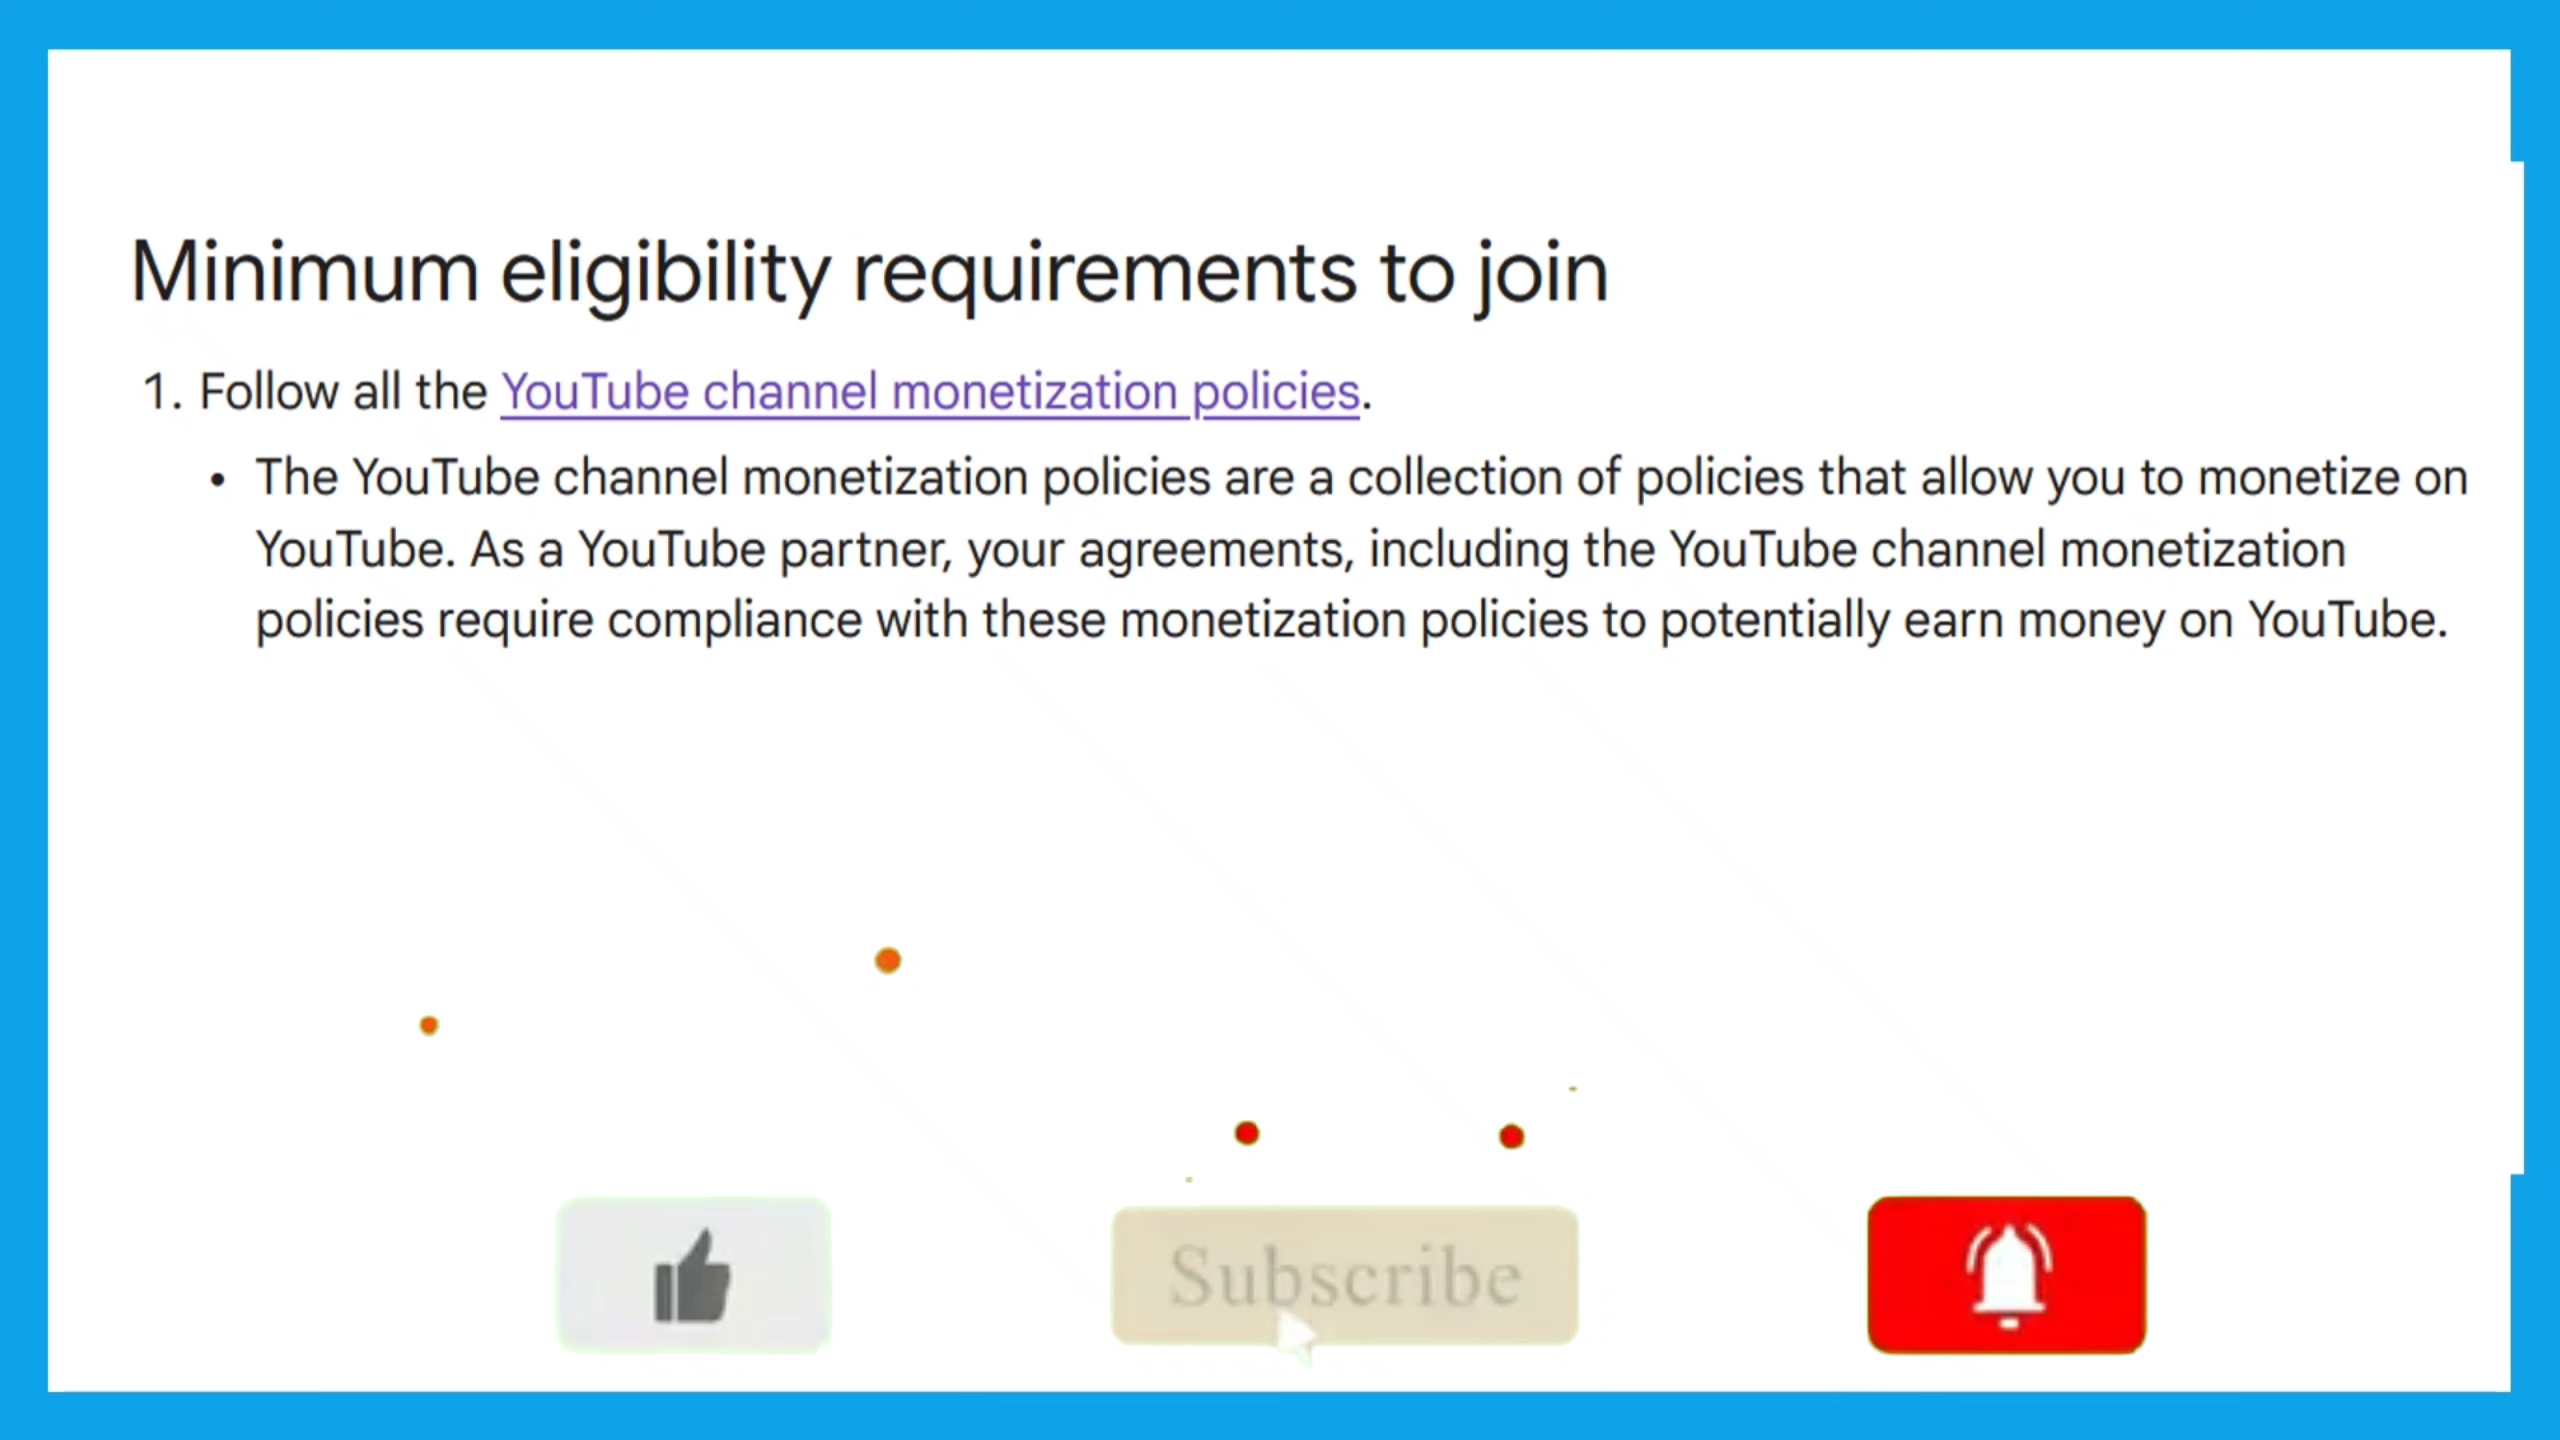 Minimum eligibility requirements to join
1. Follow all the YouTube channel monetization policies.
• The YouTube channel monetization policies are a collection of policies that allow you to monetize on
YouTube. As a YouTube partner, your agreements, including the YouTube channel monetization
policies require compliance with these monetization policies to potentially earn money on YouTube.
Subscribe